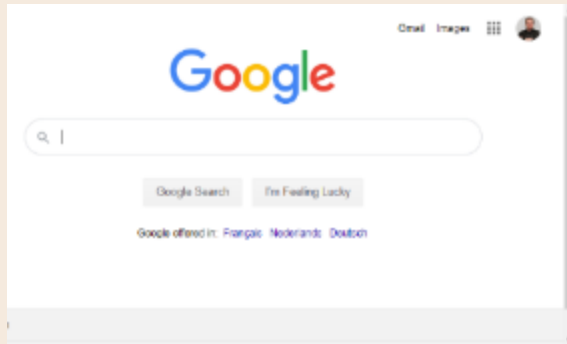 Gmail Images
Google
Google Search I'm Feeling Lucky
Google offered in: Français Nederlands Deutsch